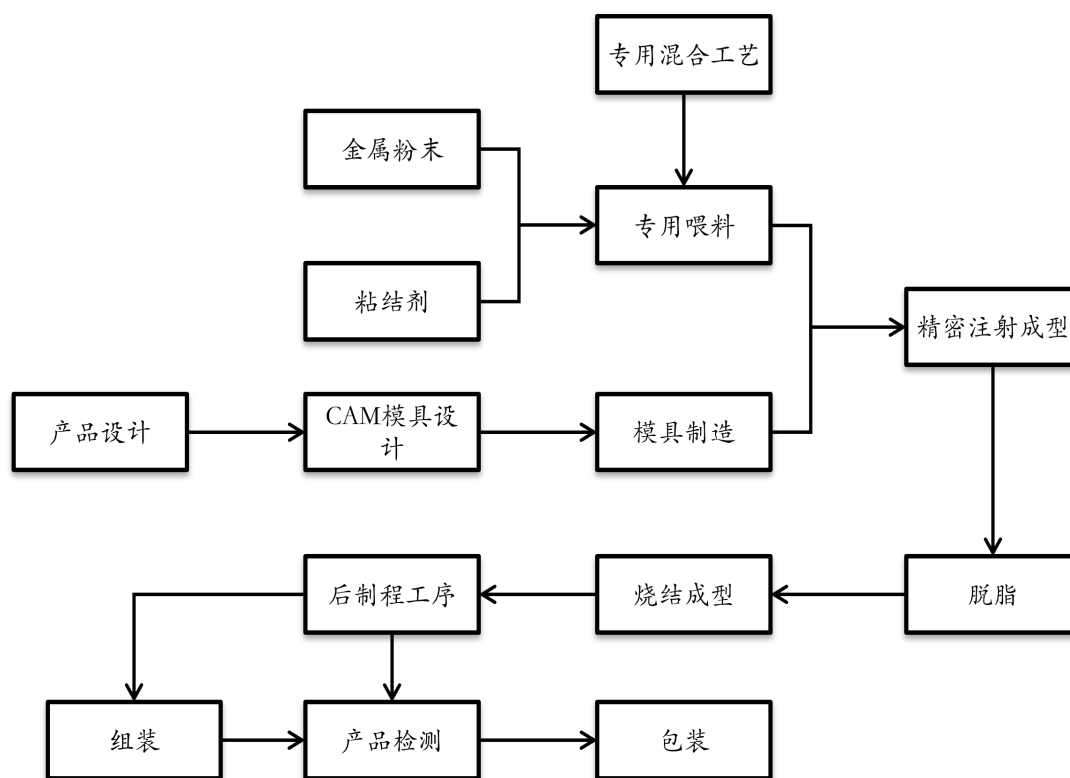 专用混合工艺
金属粉末
专用喂料
粘结剂
精密注射成型
产品设计
CAM模具设
计
模具制造
后制程工序
烧结成型
脱脂
组装
产品检测
包装